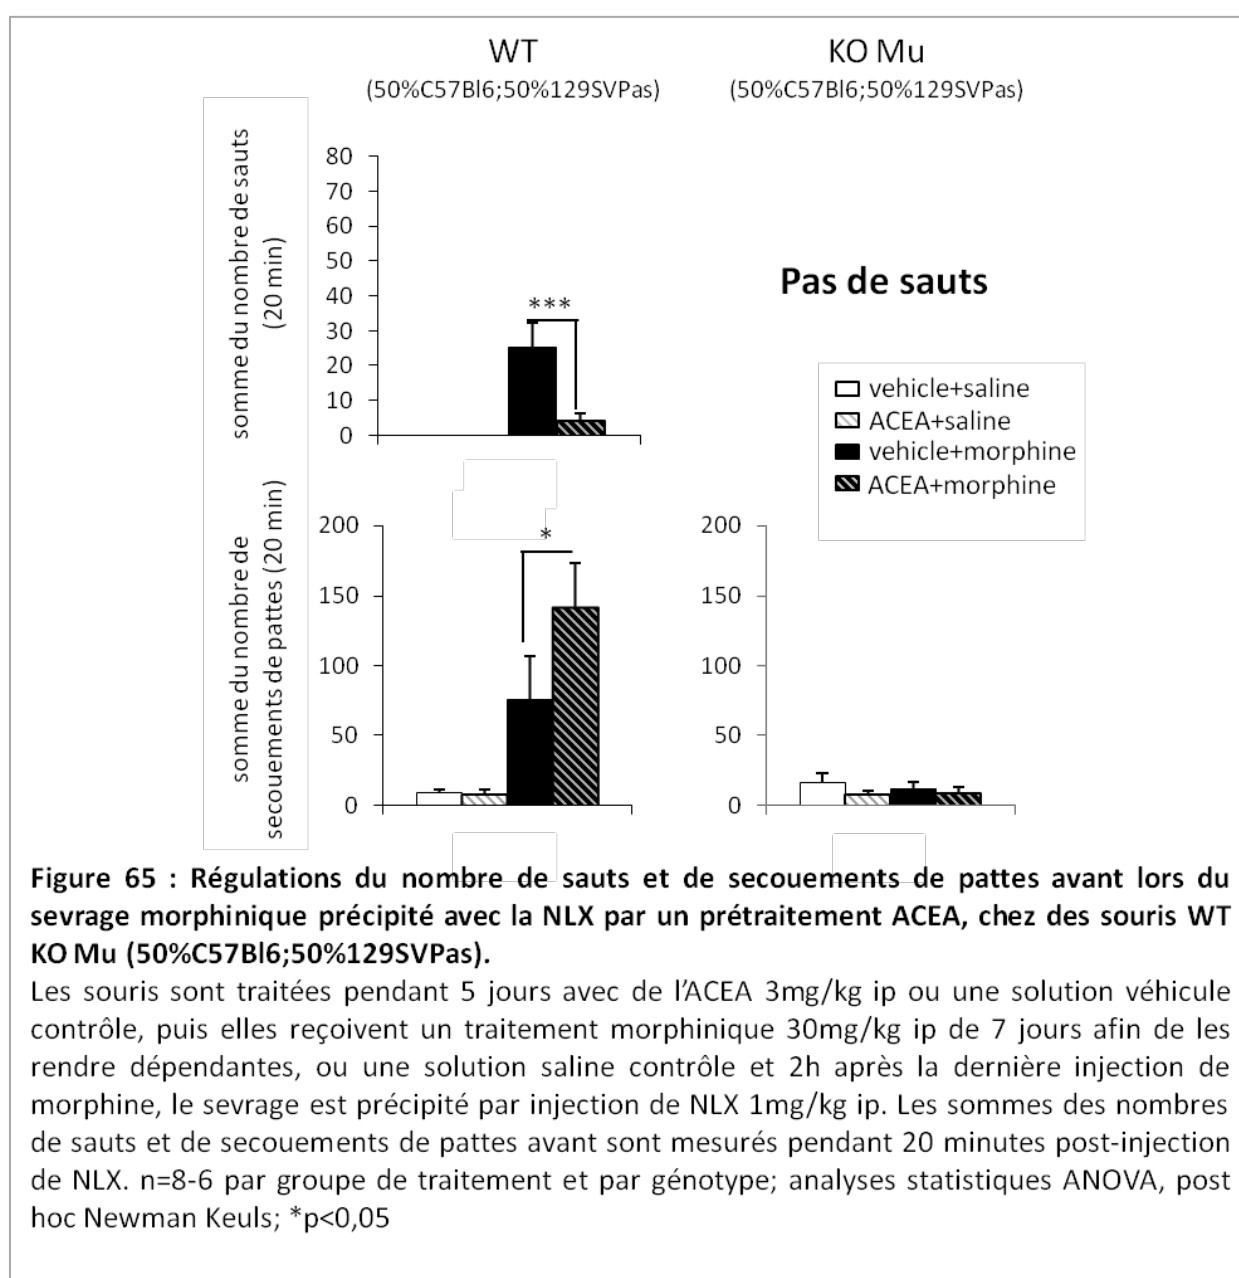 WT
(50%C57Bl6;50%129SVPas)
KO Mu
(50%C57Bl6;50%129SVPas)
somme du nombre de sauts
(20 min)
80
70
60
50
40
30
20
10
0
***
Pas de sauts
vehicle+saline
ACEA+saline
vehicle+morphine
ACEA+morphine
somme du nombre de
secouements de pattes (20 min)
200
150
100
50
0
*
200
150
100
50
0
Figure 65 : Régulations du nombre de sauts et de secouements de pattes avant lors du
sevrage morphinique précipité avec la NLX par un prétraitement ACEA, chez des souris WT
KO Mu (50%C57Bl6;50%129SVPas).
Les souris sont traitées pendant 5 jours avec de l'ACEA 3mg/kg ip ou une solution véhicule
contrôle, puis elles reçoivent un traitement morphinique 30mg/kg ip de 7 jours afin de les
rendre dépendantes, ou une solution saline contrôle et 2h après la dernière injection de
morphine, le sevrage est précipité par injection de NLX 1mg/kg ip. Les sommes des nombres
de sauts et de secouements de pattes avant sont mesurés pendant 20 minutes post-injection
de NLX. n=8-6 par groupe de traitement et par génotype; analyses statistiques ANOVA, post
hoc Newman Keuls; *p<0,05